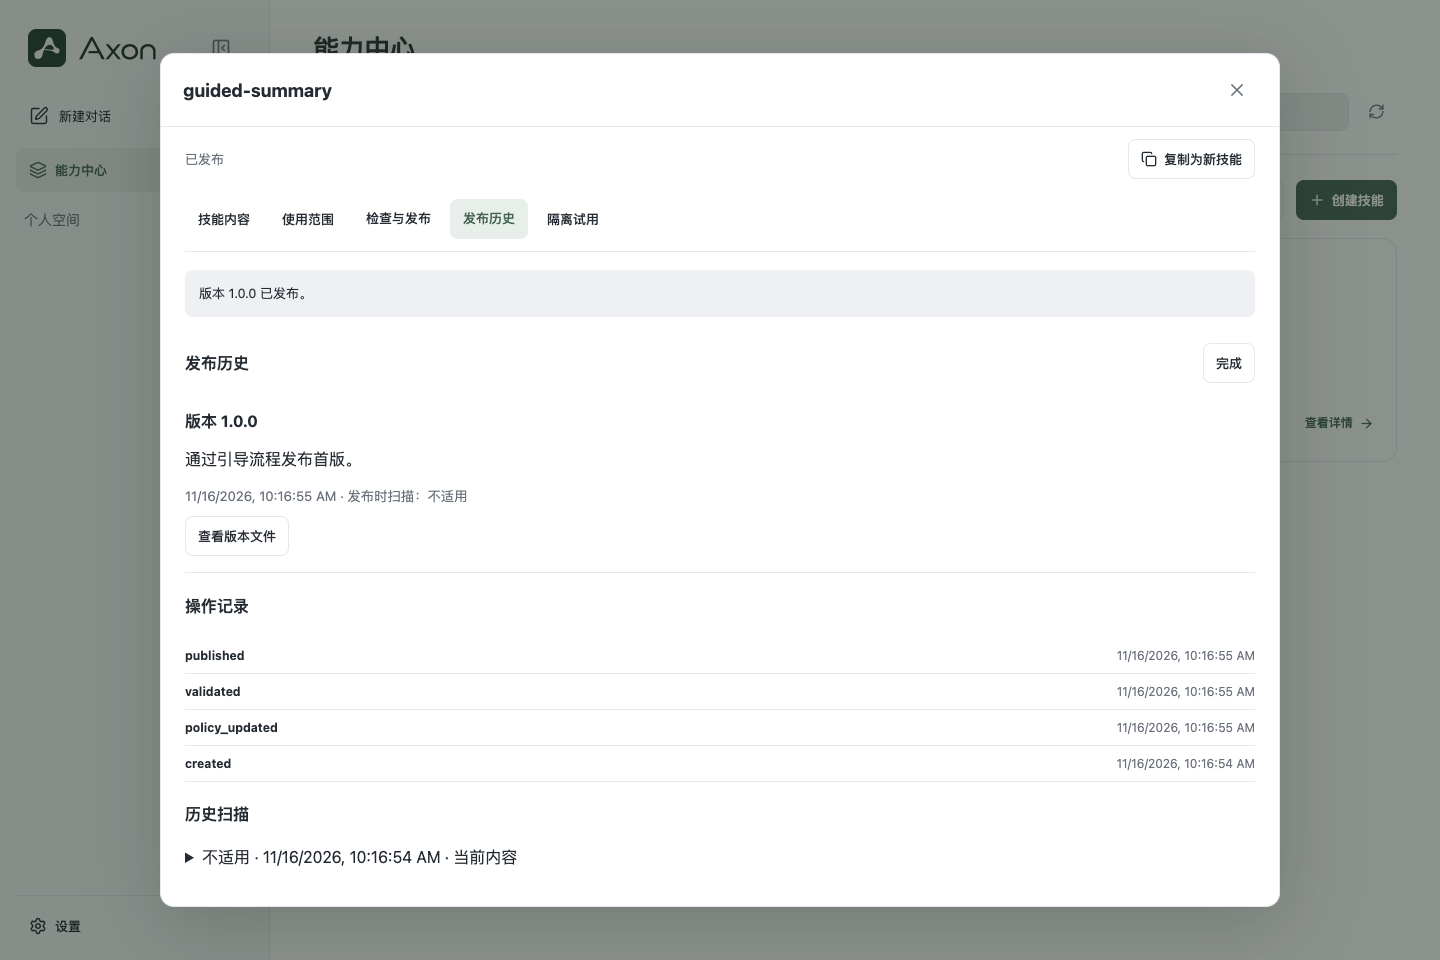 Axon
能力中心
新建对话
能力中心
个人空间
创建技能
查看详情
设置
guided-summary
已发布
复制为新技能
技能内容
使用范围
检查与发布
发布历史
隔离试用
版本 1.0.0 已发布。
发布历史
完成
版本 1.0.0
通过引导流程发布首版。
11/16/2026, 10:16:55 AM · 发布时扫描：不适用
查看版本文件
操作记录
published 11/16/2026, 10:16:55 AM
validated 11/16/2026, 10:16:55 AM
policy_updated 11/16/2026, 10:16:55 AM
created 11/16/2026, 10:16:54 AM
历史扫描
不适用 · 11/16/2026, 10:16:54 AM · 当前内容